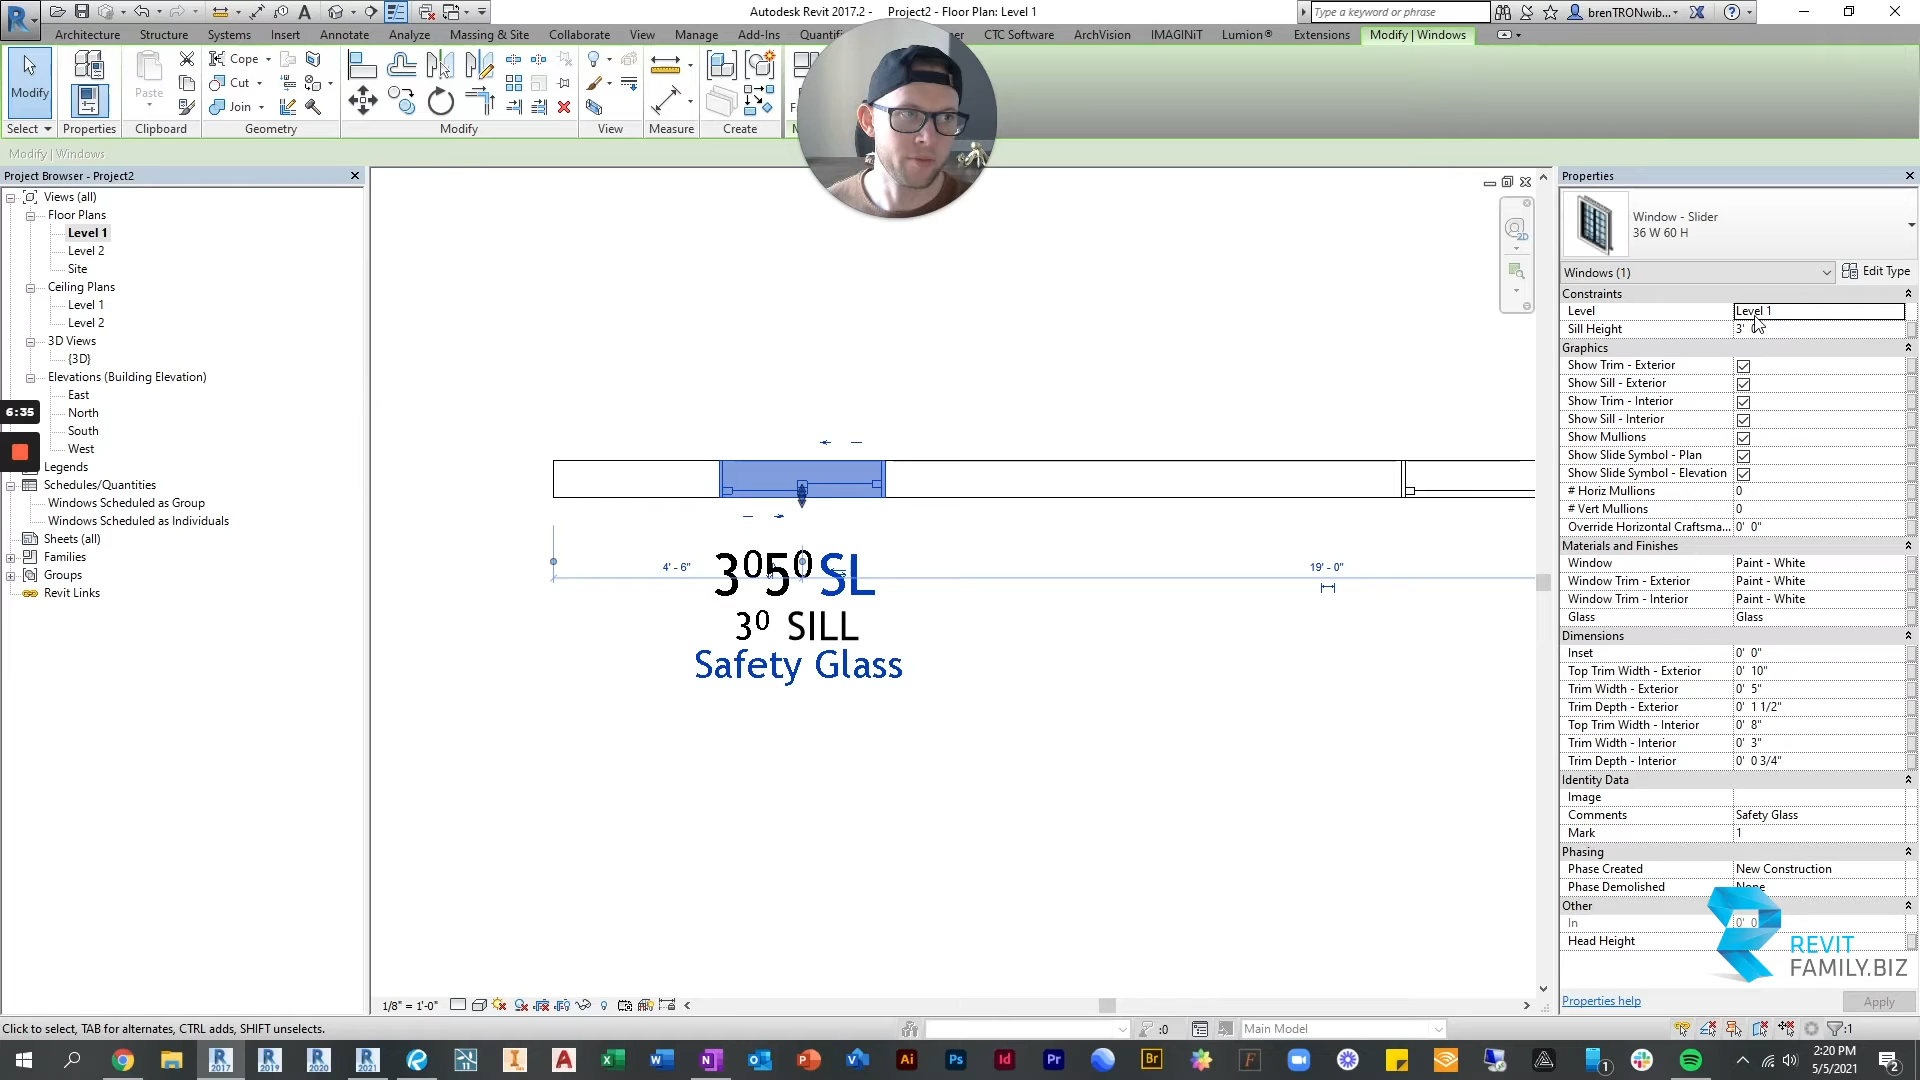 Autodesk Revit 2017.2 - Project2 - Floor Plan: Level 1
Type a keyword or phrase
brenTRONwib...
Architecture Structure Systems Insert Annotate Analyze Massing & Site Collaborate View Manage Add-Ins CTC Software ArchVision IMAGINiT Lumion® Extensions Modify | Windows
Modify
Paste
Cope
Cut
Join
Select Properties Clipboard Geometry Modify View Measure Create
Modify | Windows
Project Browser - Project2
Views (all)
Floor Plans
Level 1
Level 2
Site
Ceiling Plans
Level 1
Level 2
3D Views
{3D}
Elevations (Building Elevation)
East
North
South
West
Legends
Schedules/Quantities
Windows Scheduled as Group
Windows Scheduled as Individuals
Sheets (all)
Families
Groups
Revit Links
6:35
4' - 6"
19' - 0"
3⁰5⁰ SL
3⁰ SILL
Safety Glass
Properties
Window - Slider
36 W 60 H
Windows (1)
Edit Type
Constraints
Level Level 1
Sill Height 3'
Graphics
Show Trim - Exterior
Show Sill - Exterior
Show Trim - Interior
Show Sill - Interior
Show Mullions
Show Slide Symbol - Plan
Show Slide Symbol - Elevation
# Horiz Mullions 0
# Vert Mullions 0
Override Horizontal Craftsma... 0' 0"
Materials and Finishes
Window Paint - White
Window Trim - Exterior Paint - White
Window Trim - Interior Paint - White
Glass Glass
Dimensions
Inset 0' 0"
Top Trim Width - Exterior 0' 10"
Trim Width - Exterior 0' 5"
Trim Depth - Exterior 0' 1 1/2"
Top Trim Width - Interior 0' 8"
Trim Width - Interior 0' 3"
Trim Depth - Interior 0' 0 3/4"
Identity Data
Image
Comments Safety Glass
Mark 1
Phasing
Phase Created New Construction
Phase Demolished None
Other
In 0' 0
Head Height
REVIT
FAMILY.BIZ
Properties help
Apply
1/8" = 1'-0"
Click to select, TAB for alternates, CTRL adds, SHIFT unselects.
:0
Main Model
:1
2:20 PM
5/5/2021